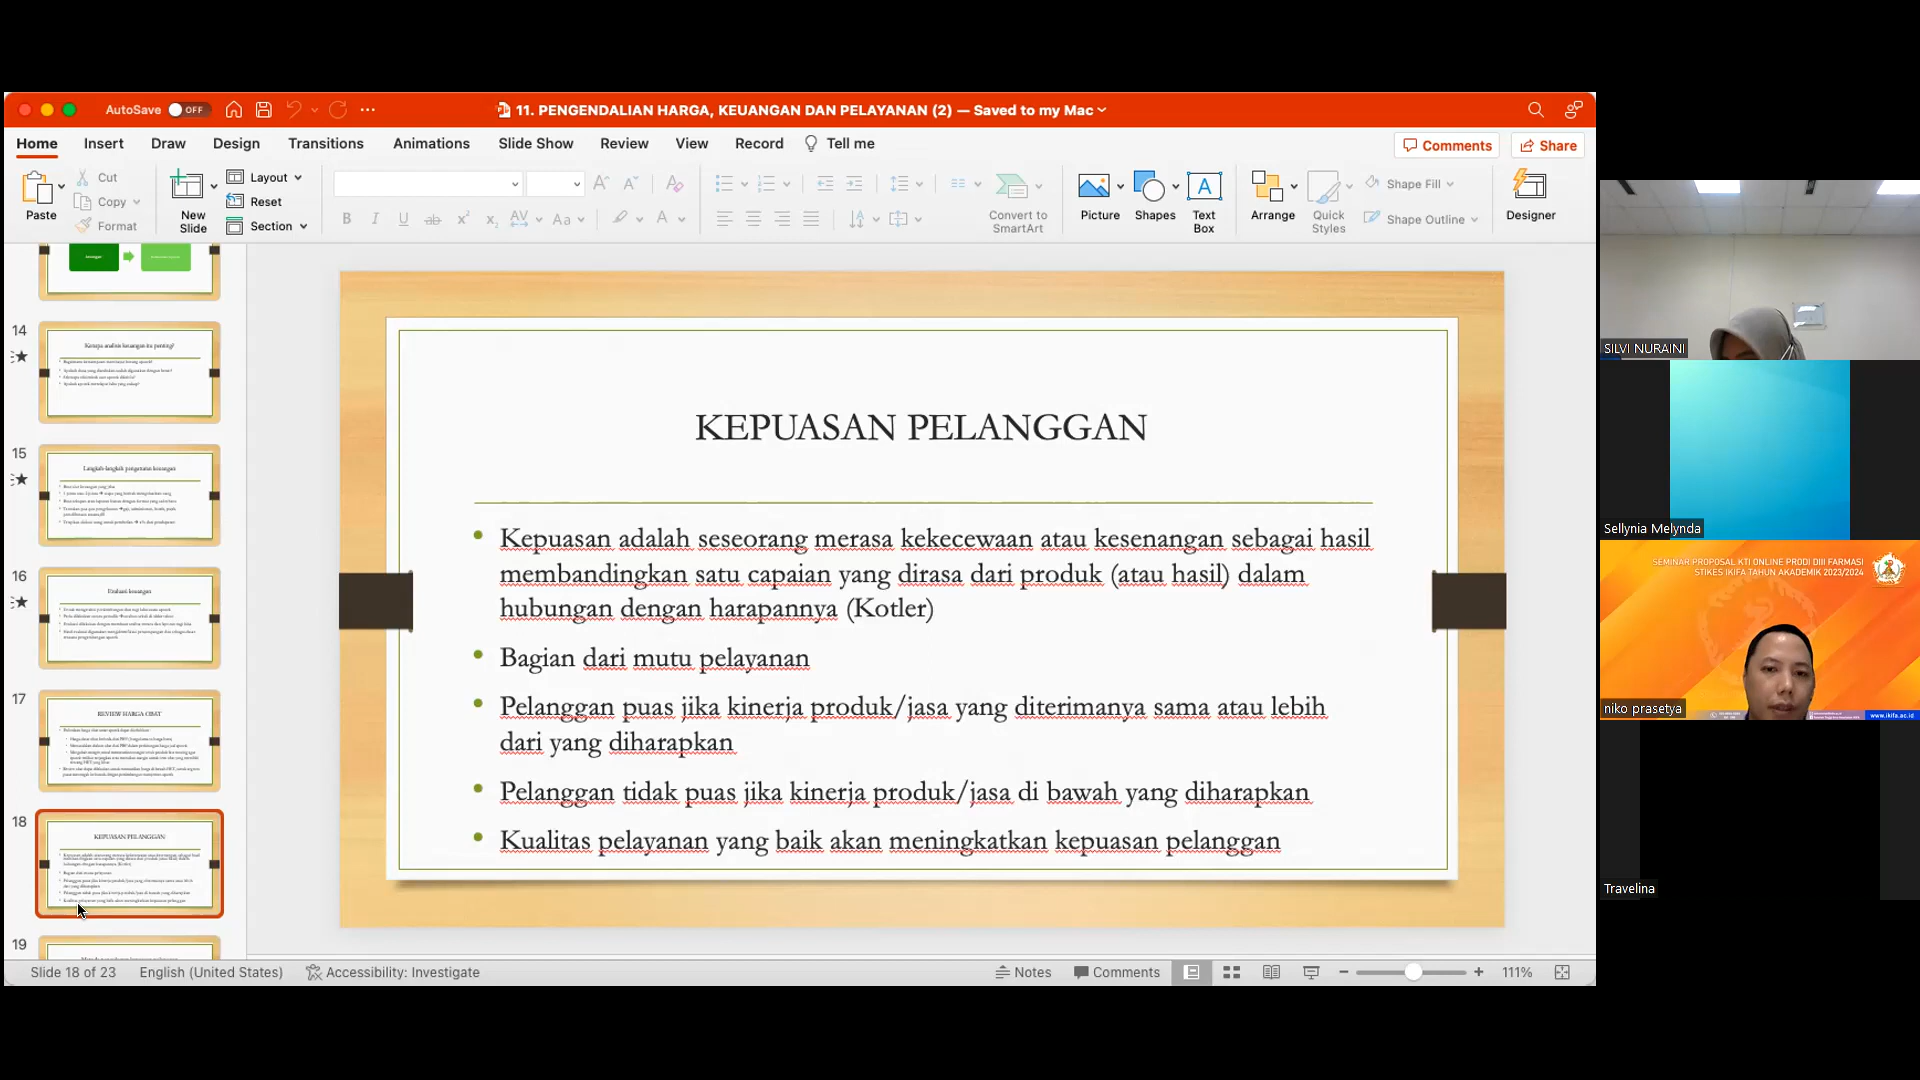 AutoSave OFF
11. PENGENDALIAN HARGA, KEUANGAN DAN PELAYANAN (2) — Saved to my Mac
Home Insert Draw Design Transitions Animations Slide Show Review View Record Tell me
Comments Share
Paste
Cut
Copy
Format
New Slide
Layout
Reset
Section
Convert to SmartArt
Picture
Shapes
Text Box
Arrange
Quick Styles
Shape Fill
Shape Outline
Designer
14
Kenapa analisis keuangan itu penting?
15
Langkah-langkah pengaturan keuangan
16
Evaluasi keuangan
17
REVIEW HARGA OBAT
18
KEPUASAN PELANGGAN
19
KEPUASAN PELANGGAN
• Kepuasan adalah seseorang merasa kekecewaan atau kesenangan sebagai hasil
membandingkan satu capaian yang dirasa dari produk (atau hasil) dalam
hubungan dengan harapannya (Kotler)
• Bagian dari mutu pelayanan
• Pelanggan puas jika kinerja produk/jasa yang diterimanya sama atau lebih
dari yang diharapkan
• Pelanggan tidak puas jika kinerja produk/jasa di bawah yang diharapkan
• Kualitas pelayanan yang baik akan meningkatkan kepuasan pelanggan
Slide 18 of 23 English (United States) Accessibility: Investigate
Notes Comments 111%
SILVI NURAINI
Sellynia Melynda
SEMINAR PROPOSAL KTI ONLINE PRODI DIII FARMASI
STIKES IKIFA TAHUN AKADEMIK 2023/2024
niko prasetya
www.ikifa.ac.id
Travelina